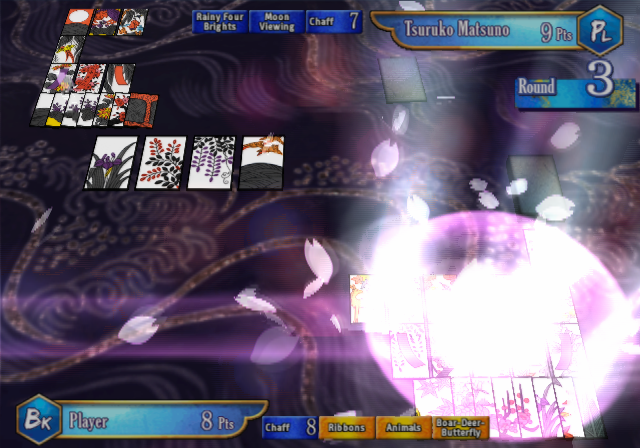 Rainy Four Brights
Moon Viewing
Chaff 7
Tsuruko Matsuno 9 Pts
PL
Round 3
BK
Player 8 Pts
Chaff 8
Ribbons
Animals
Boar-Deer-Butterfly